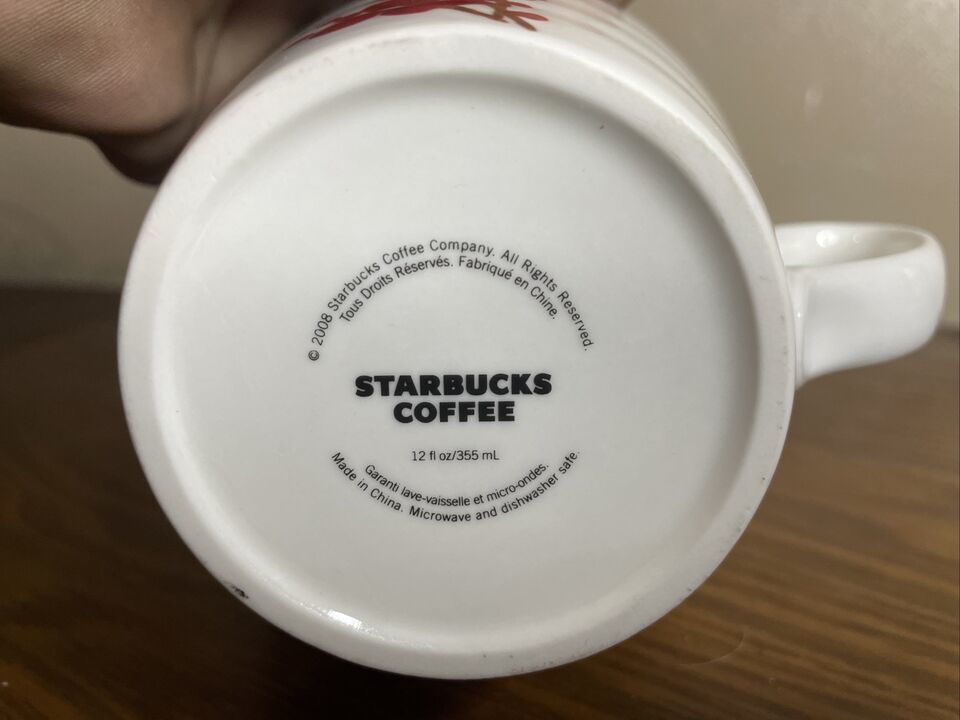 © 2008 Starbucks Coffee Company. All Rights Reserved.
Tous Droits Réservés. Fabriqué en Chine.
STARBUCKS
COFFEE
12 fl oz/355 mL
Garanti lave-vaisselle et micro-ondes.
Made in China. Microwave and dishwasher safe.